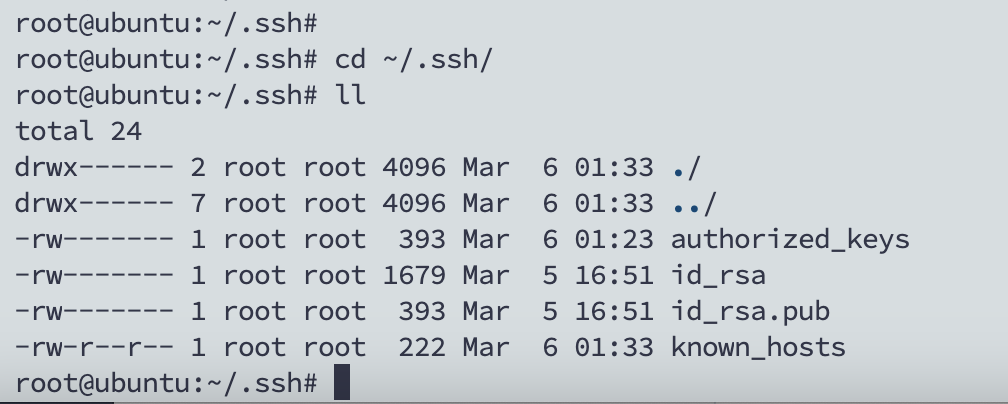 root@ubuntu:~/.ssh#
root@ubuntu:~/.ssh# cd ~/.ssh/
root@ubuntu:~/.ssh# ll
total 24
drwx------ 2 root root 4096 Mar  6 01:33 ./
drwx------ 7 root root 4096 Mar  6 01:33 ../
-rw------- 1 root root  393 Mar  6 01:23 authorized_keys
-rw------- 1 root root 1679 Mar  5 16:51 id_rsa
-rw------- 1 root root  393 Mar  5 16:51 id_rsa.pub
-rw-r--r-- 1 root root  222 Mar  6 01:33 known_hosts
root@ubuntu:~/.ssh#